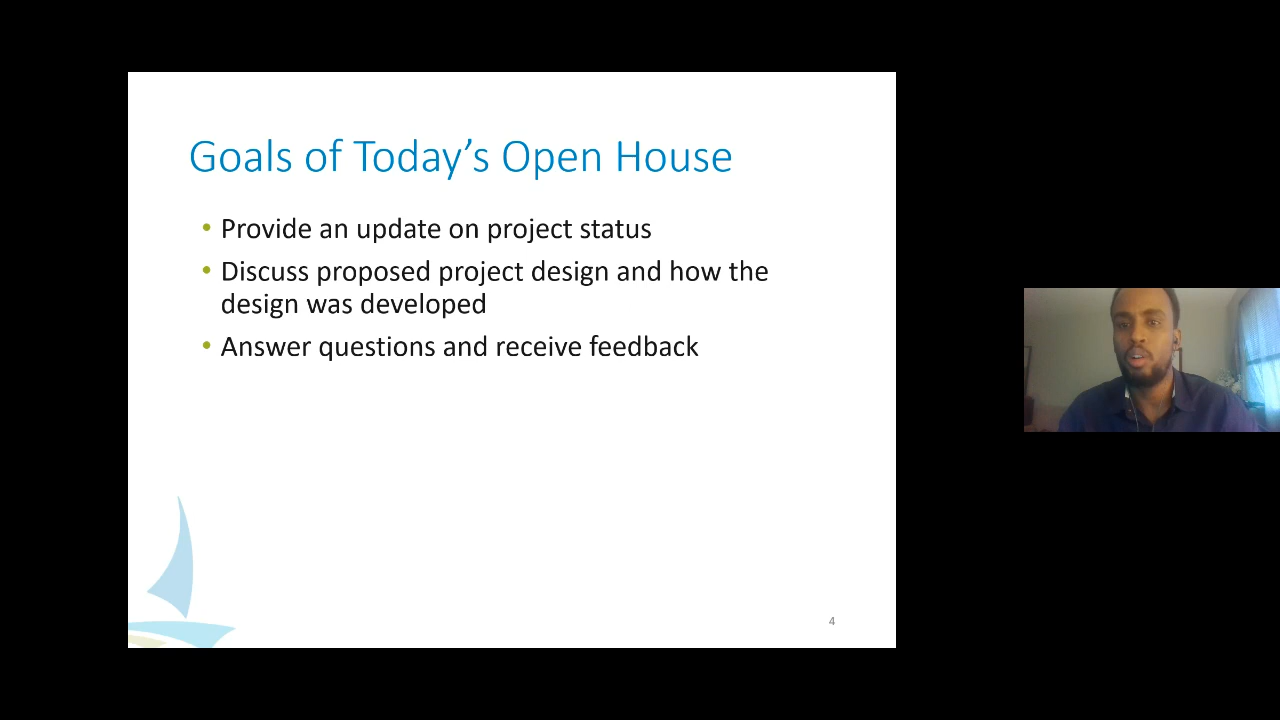 Goals of Today’s Open House
• Provide an update on project status
• Discuss proposed project design and how the
design was developed
• Answer questions and receive feedback
4